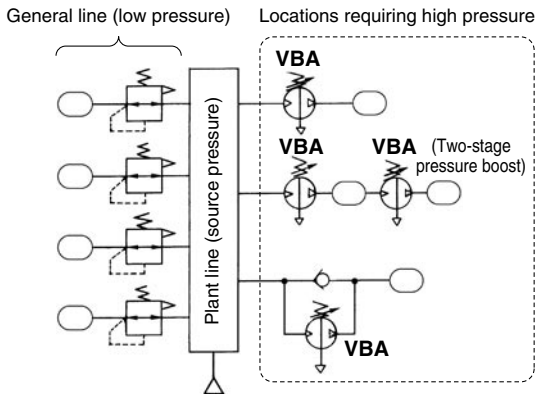 General line (low pressure)
Locations requiring high pressure
VBA
VBA
VBA
(Two-stage
pressure boost)
Plant line (source pressure)
VBA